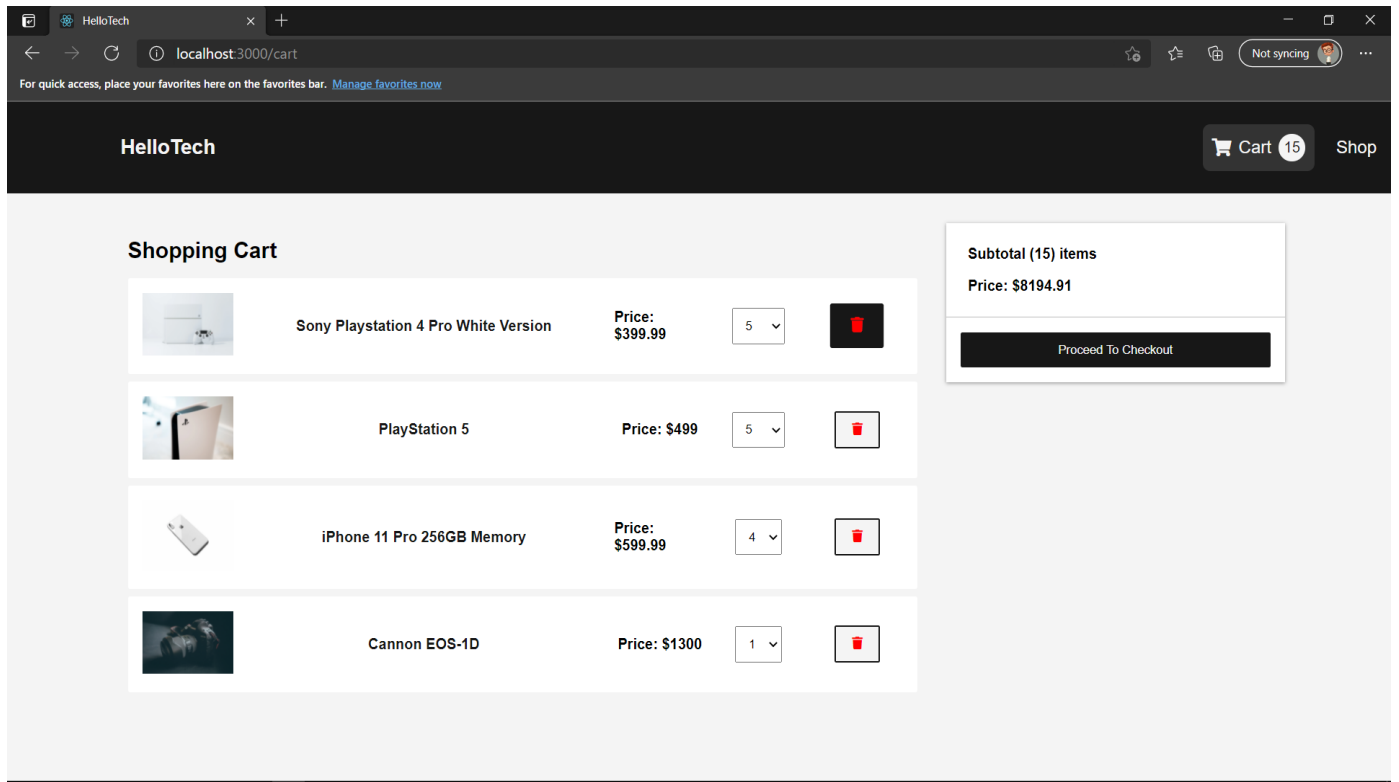 HelloTech
localhost:3000/cart
Not syncing
For quick access, place your favorites here on the favorites bar. Manage favorites now
HelloTech
Cart 15 Shop
Shopping Cart
Sony Playstation 4 Pro White Version
Price:
$399.99
5
PlayStation 5
Price: $499
5
iPhone 11 Pro 256GB Memory
Price:
$599.99
4
Cannon EOS-1D
Price: $1300
1
Subtotal (15) items
Price: $8194.91
Proceed To Checkout